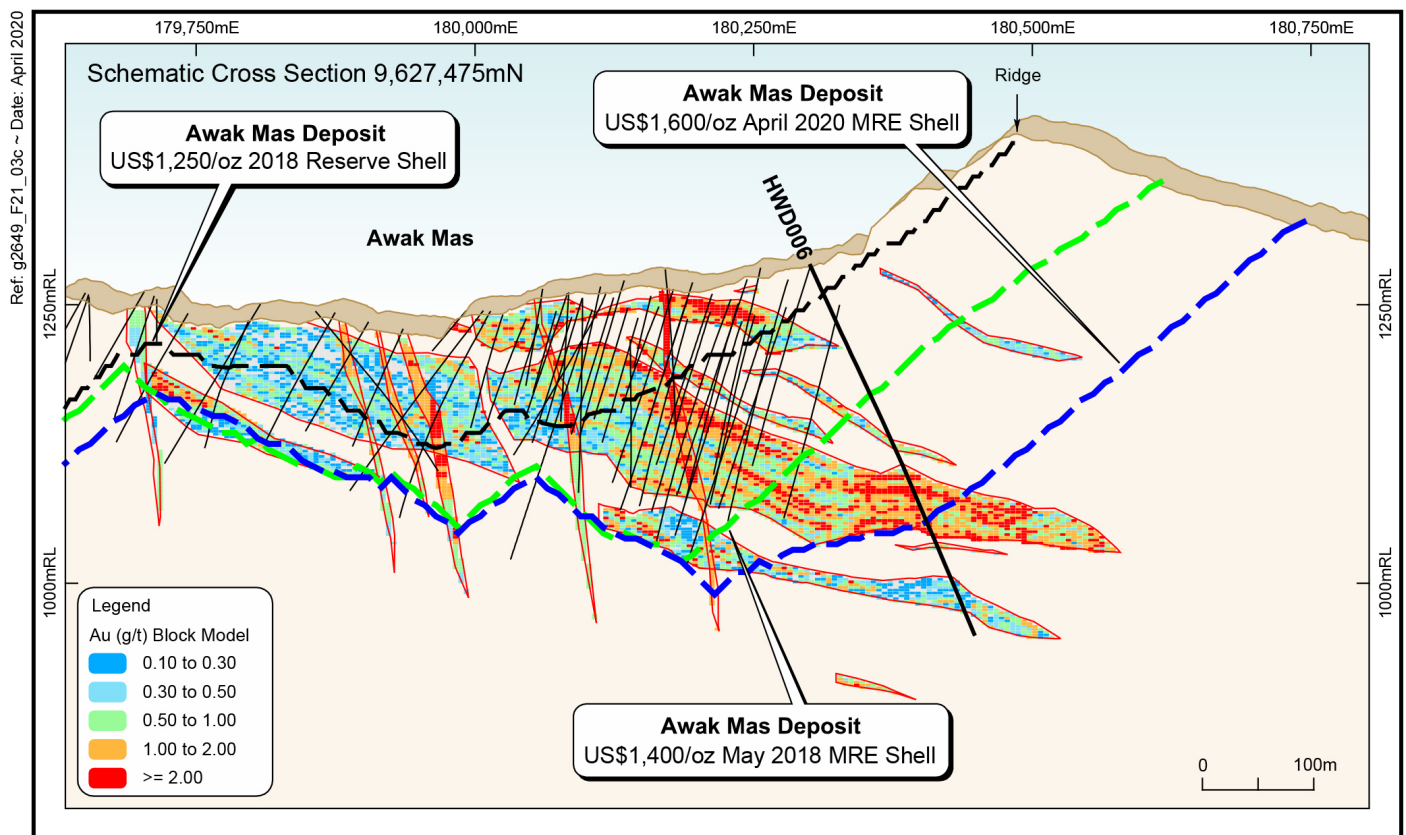 Ref: g2649_F21_03c ~ Date: April 2020
179,750mE
180,000mE
180,250mE
180,500mE
180,750mE
Schematic Cross Section 9,627,475mN
Ridge
Awak Mas Deposit
US$1,600/oz April 2020 MRE Shell
Awak Mas Deposit
US$1,250/oz 2018 Reserve Shell
HWD006
Awak Mas
1250mRL
1250mRL
1000mRL
1000mRL
Legend
Au (g/t) Block Model
0.10 to 0.30
0.30 to 0.50
0.50 to 1.00
1.00 to 2.00
>= 2.00
Awak Mas Deposit
US$1,400/oz May 2018 MRE Shell
0
100m